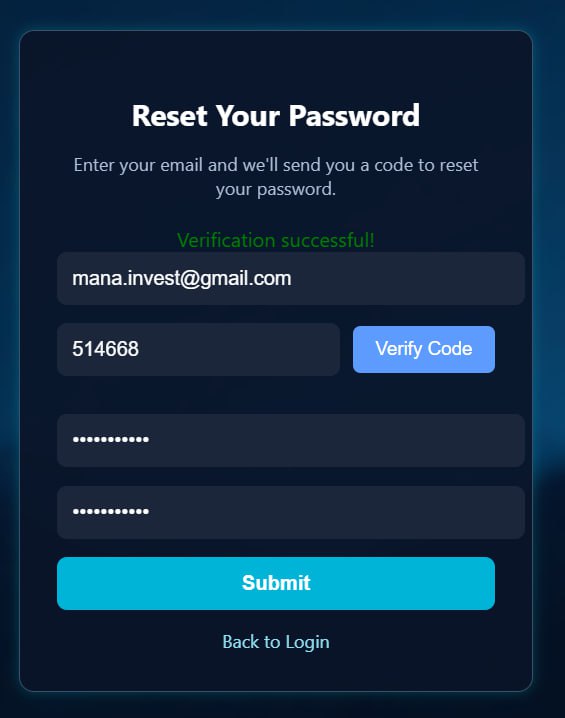 Reset Your Password
Enter your email and we'll send you a code to reset
your password.
Verification successful!
mana.invest@gmail.com
514668
Verify Code
•••••••••••
•••••••••••
Submit
Back to Login